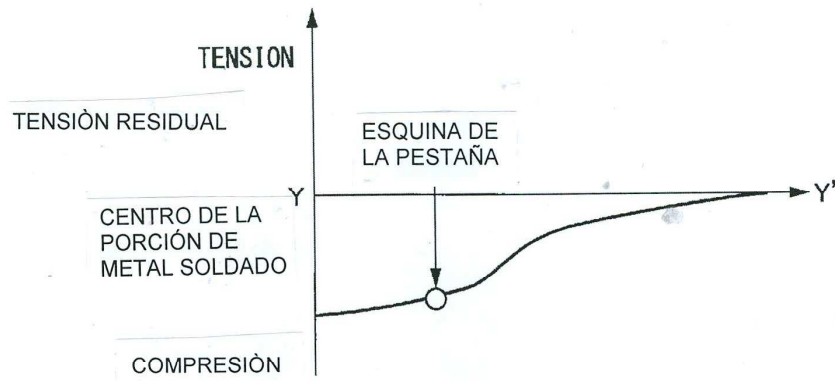 TENSION
TENSIÒN RESIDUAL
ESQUINA DE
LA PESTAÑA
Y
Y'
CENTRO DE LA
PORCIÓN DE
METAL SOLDADO
COMPRESIÒN